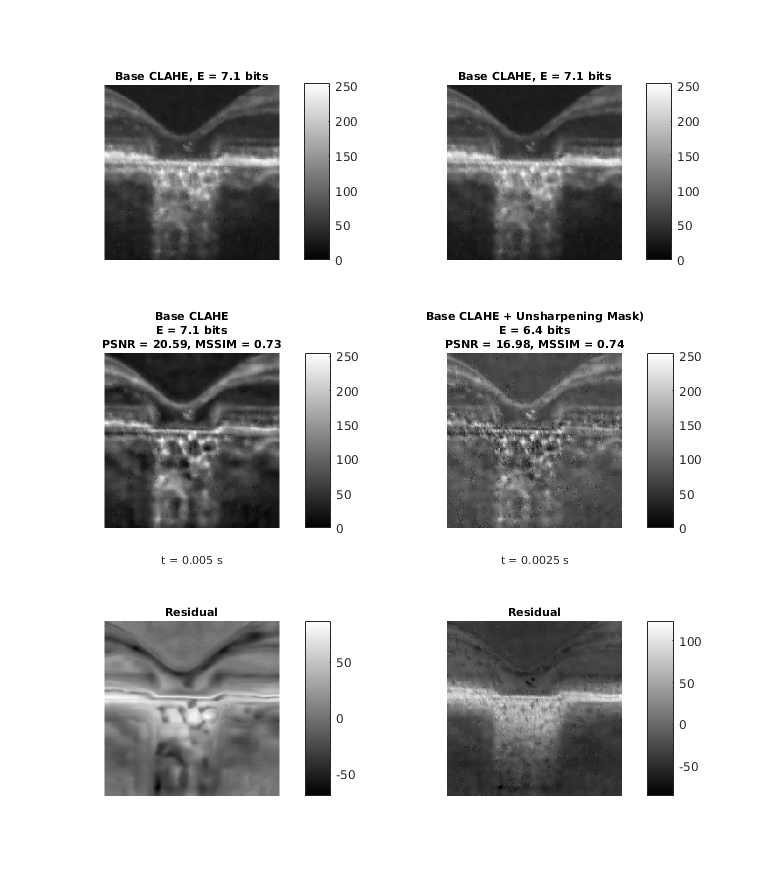 Base CLAHE, E = 7.1 bits
250
200
150
100
50
0
Base CLAHE, E = 7.1 bits
250
200
150
100
50
0
Base CLAHE
E = 7.1 bits
PSNR = 20.59, MSSIM = 0.73
250
200
150
100
50
0
t = 0.005 s
Base CLAHE + Unsharpening Mask)
E = 6.4 bits
PSNR = 16.98, MSSIM = 0.74
250
200
150
100
50
0
t = 0.0025 s
Residual
50
0
-50
Residual
100
50
0
-50